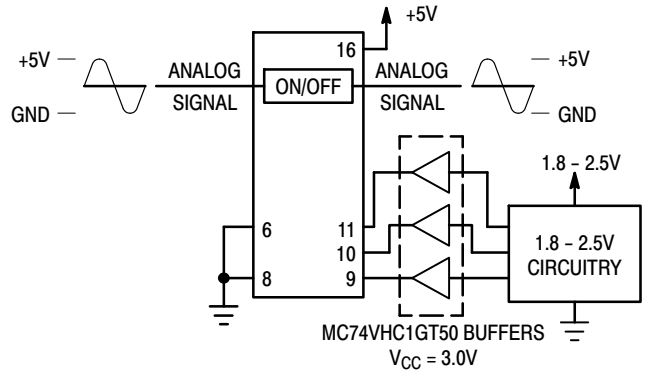 +5V
16
+5V
ANALOG
SIGNAL
ON/OFF
ANALOG
SIGNAL
+5V
GND
GND
1.8 – 2.5V
6
11
10
8
9
1.8 – 2.5V
CIRCUITRY
MC74VHC1GT50 BUFFERS
VCC = 3.0V